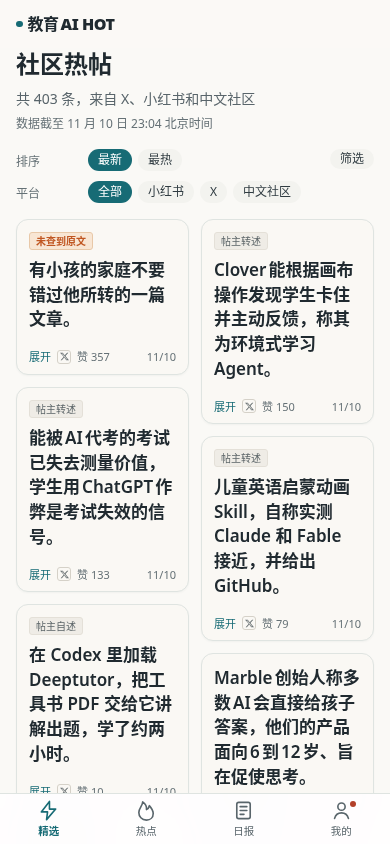 教育 AI HOT
社区热帖
共 403 条，来自 X、小红书和中文社区
数据截至 11 月 10 日 23:04 北京时间
排序 最新 最热 筛选
平台 全部 小红书 X 中文社区
未查到原文
有小孩的家庭不要
错过他所转的一篇
文章。
展开 X 赞 357 11/10
帖主转述
Clover 能根据画布
操作发现学生卡住
并主动反馈，称其
为环境式学习
Agent。
展开 X 赞 150 11/10
帖主转述
能被 AI 代考的考试
已失去测量价值，
学生用 ChatGPT 作
弊是考试失效的信
号。
展开 X 赞 133 11/10
帖主转述
儿童英语启蒙动画
Skill，自称实测
Claude 和 Fable
接近，并给出
GitHub。
展开 X 赞 79 11/10
帖主自述
在 Codex 里加载
Deeptutor，把工
具书 PDF 交给它讲
解出题，学了约两
小时。
展开 X 赞 10 11/10
Marble 创始人称多
数 AI 会直接给孩子
答案，他们的产品
面向 6 到 12 岁、旨
在促使思考。
精选 热点 日报 我的